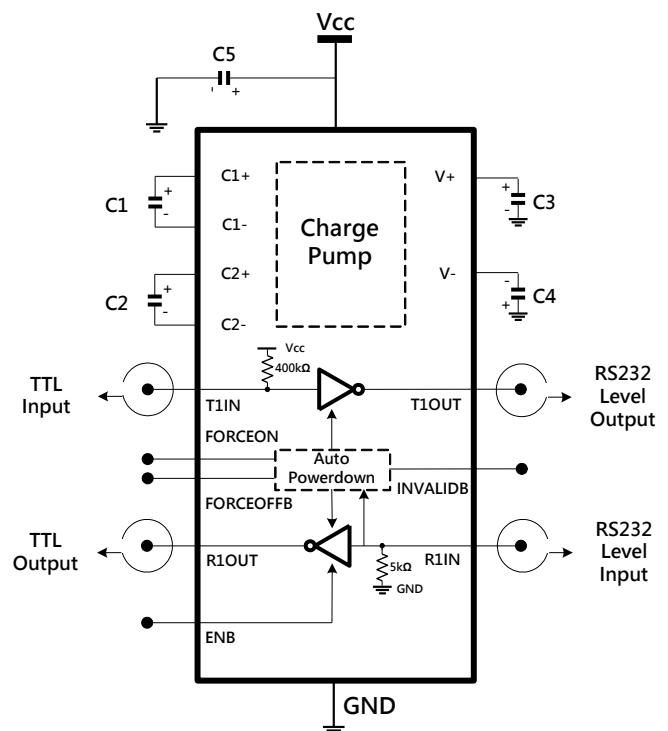 Vcc
C5
+
C1+
V+
C1
+
-
Charge
Pump
+
-
C3
C1-
C2+
V-
C2
+
-
-
+
C4
C2-
Vcc
400kΩ
TTL
Input
T1IN
T1OUT
RS232
Level
Output
FORCEON
Auto
Powerdown
FORCEOFFB
INVALIDB
TTL
Output
R1OUT
R1IN
RS232
Level
Input
5kΩ
GND
ENB
GND